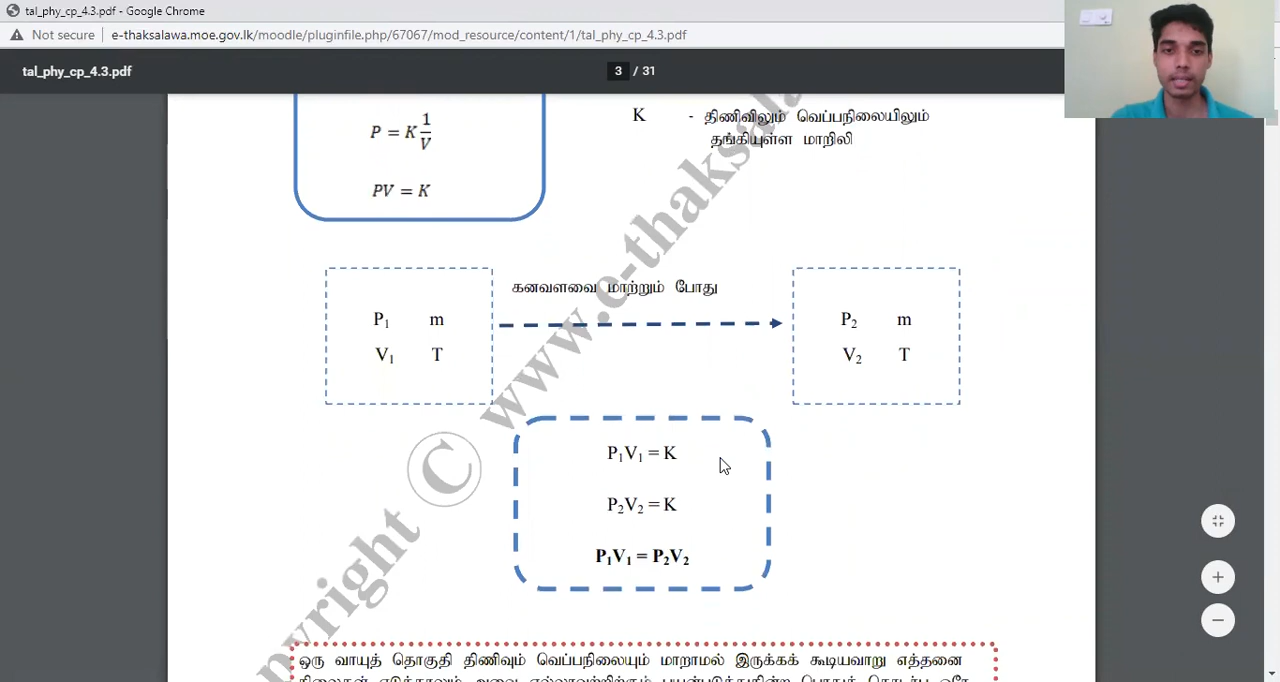 tal_phy_cp_4.3.pdf - Google Chrome
Not secure | e-thaksalawa.moe.gov.lk/moodle/pluginfile.php/67067/mod_resource/content/1/tal_phy_cp_4.3.pdf
tal_phy_cp_4.3.pdf
3 / 31
P = K 1/V
PV = K
K - திணிவிலும் வெப்பநிலையிலும்
தங்கியுள்ள மாறிலி
கனவளவை மாற்றும் போது
P₁ m
V₁ T
P₂ m
V₂ T
P₁V₁ = K
P₂V₂ = K
P₁V₁ = P₂V₂
ஒரு வாயுத் தொகுதி திணிவும் வெப்பநிலையும் மாறாமல் இருக்கக் கூடியவாறு எத்தனை
© www.e-thaksala